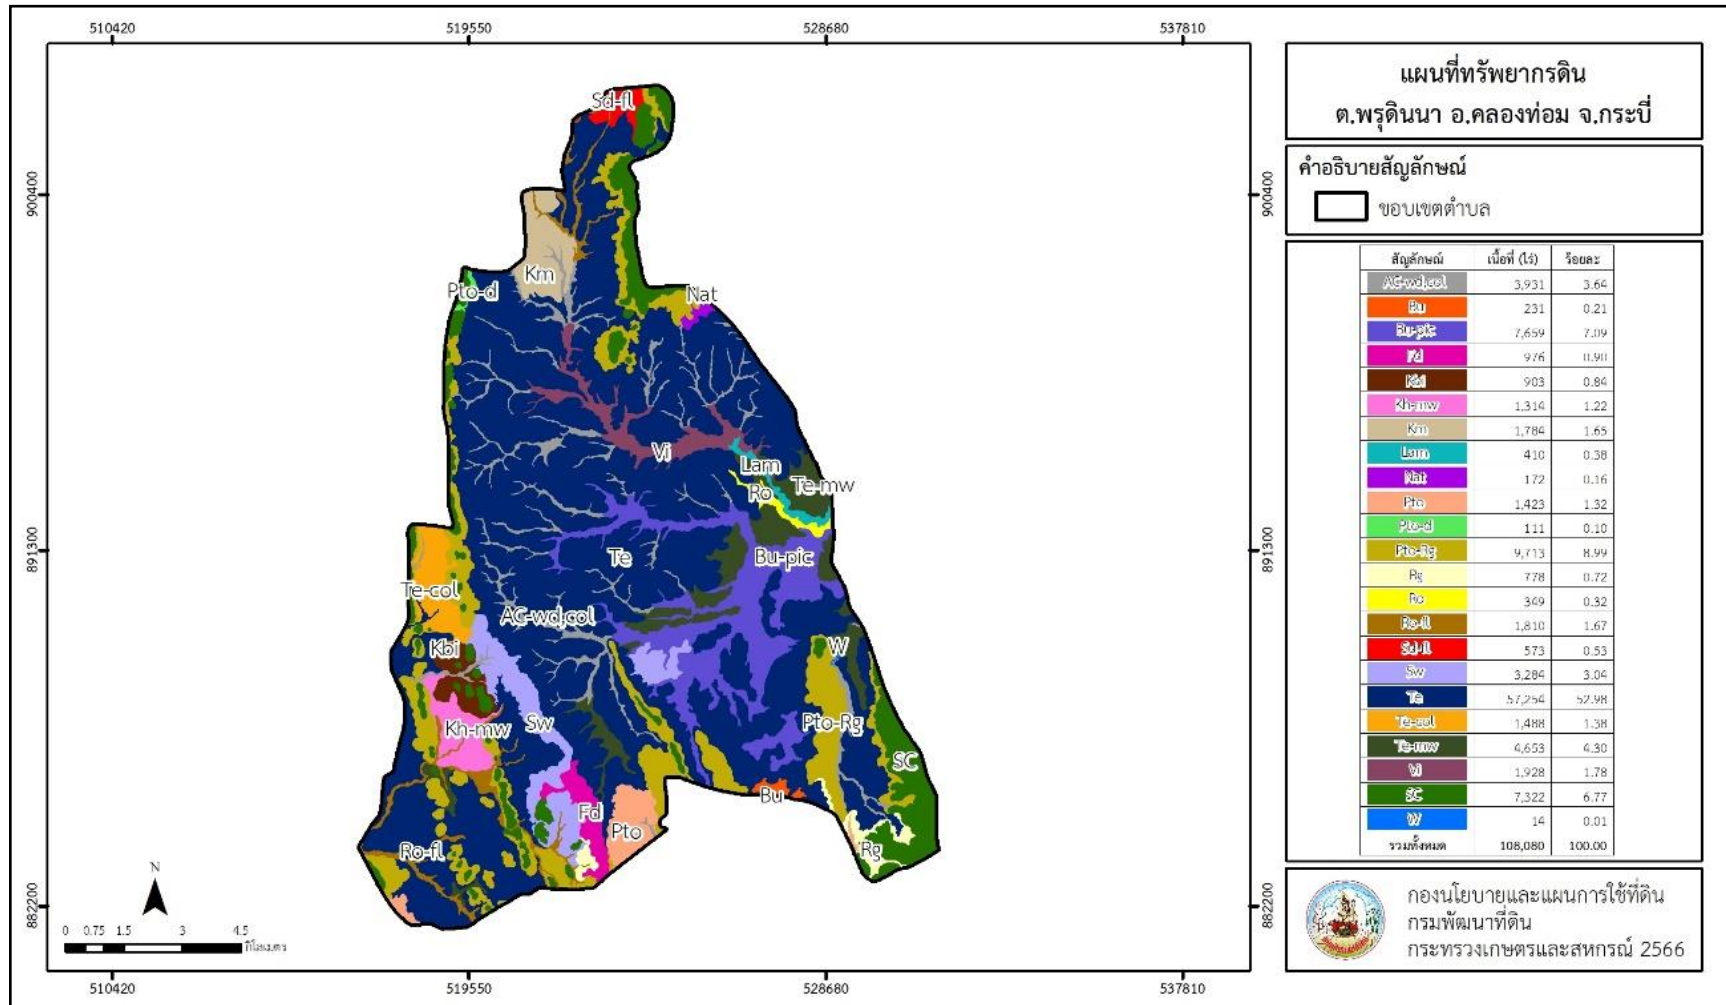 510420 519550 528680 537810
900400 900400
891300 891300
882200 882200
510420 519550 528680 537810
Sd-fl
Km
Pto-d
Nat
Vi
Lam
Ro
Te-mw
Te
Bu-pic
Te-col
AC-wd,col
Kbi
W
Kh-mw
Sw
Pto-Rg
SC
Bu
Fd
Pto
Ro-fl
Rg
N
0 0.75 1.5 3 4.5
กิโลเมตร
แผนที่ทรัพยากรดิน
ต.พรุดินนา อ.คลองท่อม จ.กระบี่
คำอธิบายสัญลักษณ์
ขอบเขตตำบล
สัญลักษณ์ เนื้อที่ (ไร่) ร้อยละ
AC-wd,col 3,931 3.64
Bu 231 0.21
Bu-pic 7,659 7.09
Fd 976 0.90
Kbi 903 0.84
Kh-mw 1,314 1.22
Km 1,784 1.65
Lam 410 0.38
Nat 172 0.16
Pto 1,423 1.32
Pto-d 111 0.10
Pto-Rg 9,713 8.99
Rg 778 0.72
Ro 349 0.32
Ro-fl 1,810 1.67
Sd-fl 573 0.53
Sw 3,284 3.04
Te 57,254 52.98
Te-col 1,488 1.38
Te-mw 4,653 4.30
Vi 1,928 1.78
SC 7,322 6.77
W 14 0.01
รวมทั้งหมด 108,080 100.00
กองนโยบายและแผนการใช้ที่ดิน
กรมพัฒนาที่ดิน
กระทรวงเกษตรและสหกรณ์ 2566